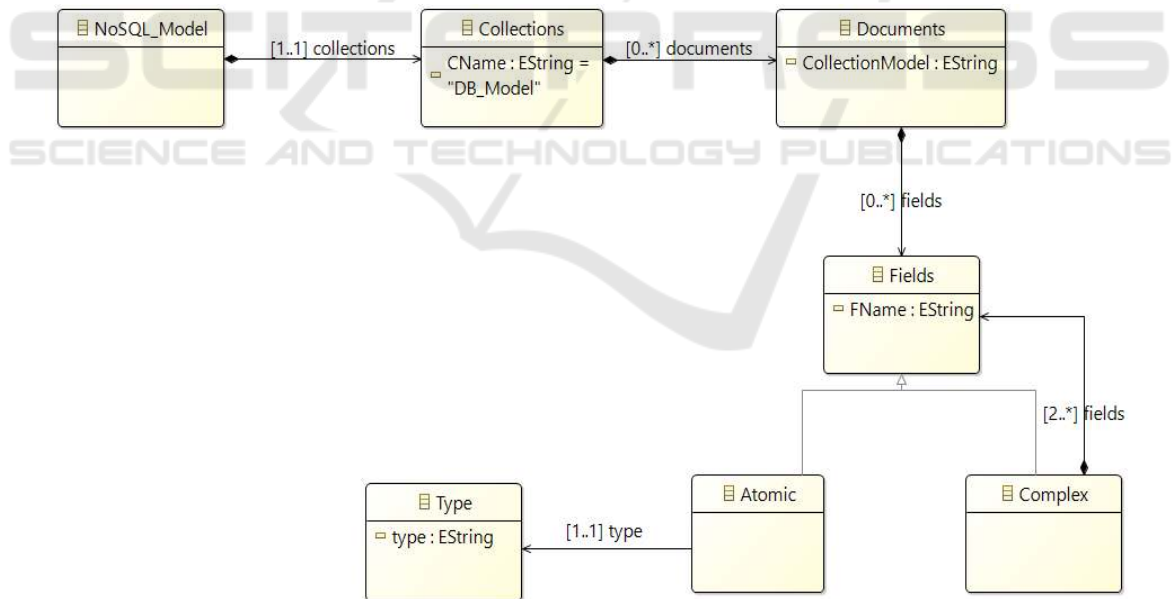 NoSQL_Model
[1..1] collections
Collections
CName : EString =
"DB_Model"
[0..*] documents
Documents
CollectionModel : EString
SCITEPRESS
SCIENCE AND TECHNOLOGY PUBLICATIONS
[0..*] fields
Fields
FName : EString
[2..*] fields
Type
type : EString
[1..1] type
Atomic
Complex